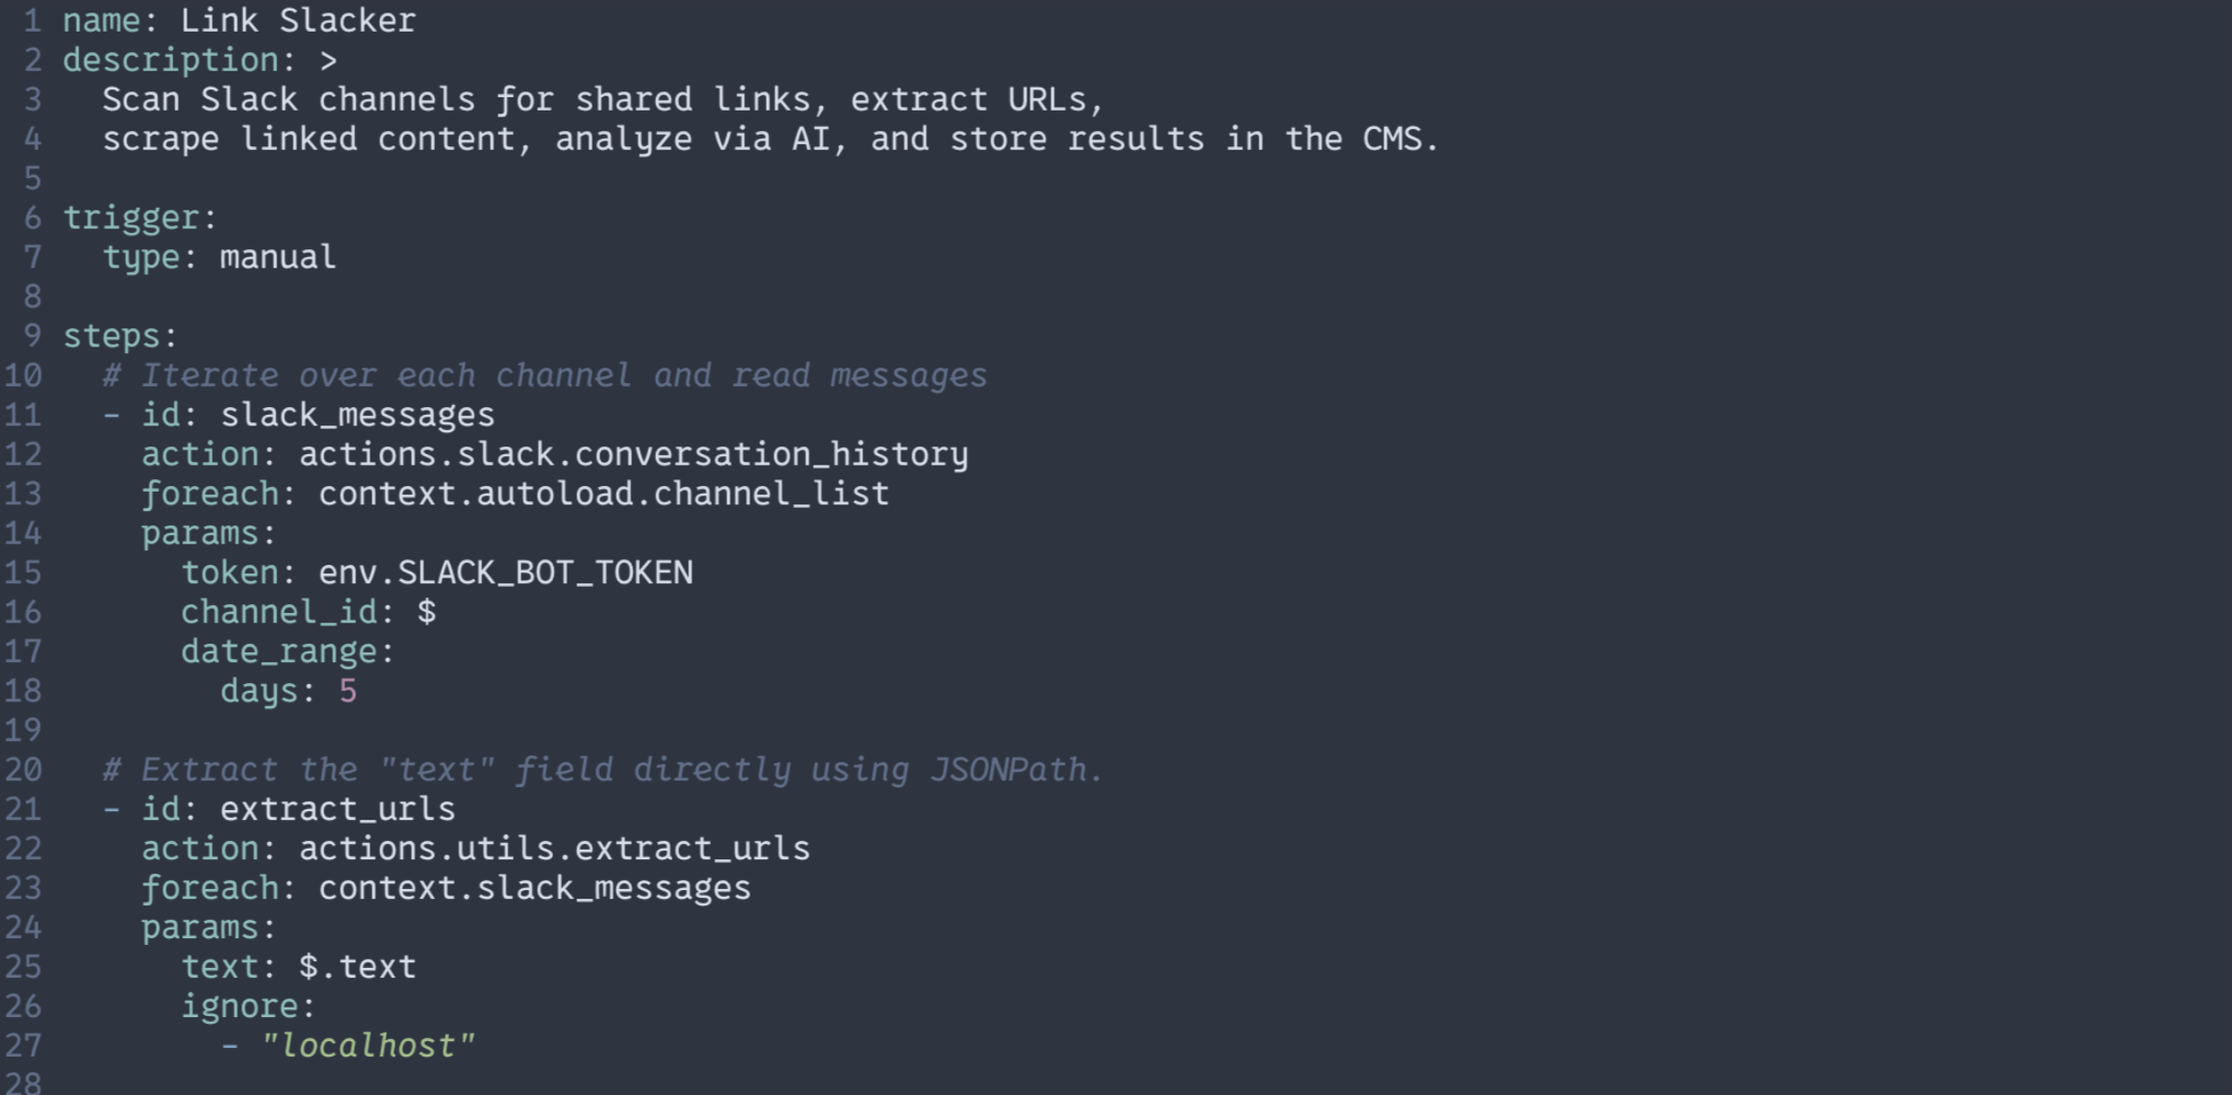 1 name: Link Slacker
2 description: >
3   Scan Slack channels for shared links, extract URLs,
4   scrape linked content, analyze via AI, and store results in the CMS.
5
6 trigger:
7   type: manual
8
9 steps:
10   # Iterate over each channel and read messages
11   - id: slack_messages
12     action: actions.slack.conversation_history
13     foreach: context.autoload.channel_list
14     params:
15       token: env.SLACK_BOT_TOKEN
16       channel_id: $
17       date_range:
18         days: 5
19
20   # Extract the "text" field directly using JSONPath.
21   - id: extract_urls
22     action: actions.utils.extract_urls
23     foreach: context.slack_messages
24     params:
25       text: $.text
26       ignore:
27         - "localhost"
28